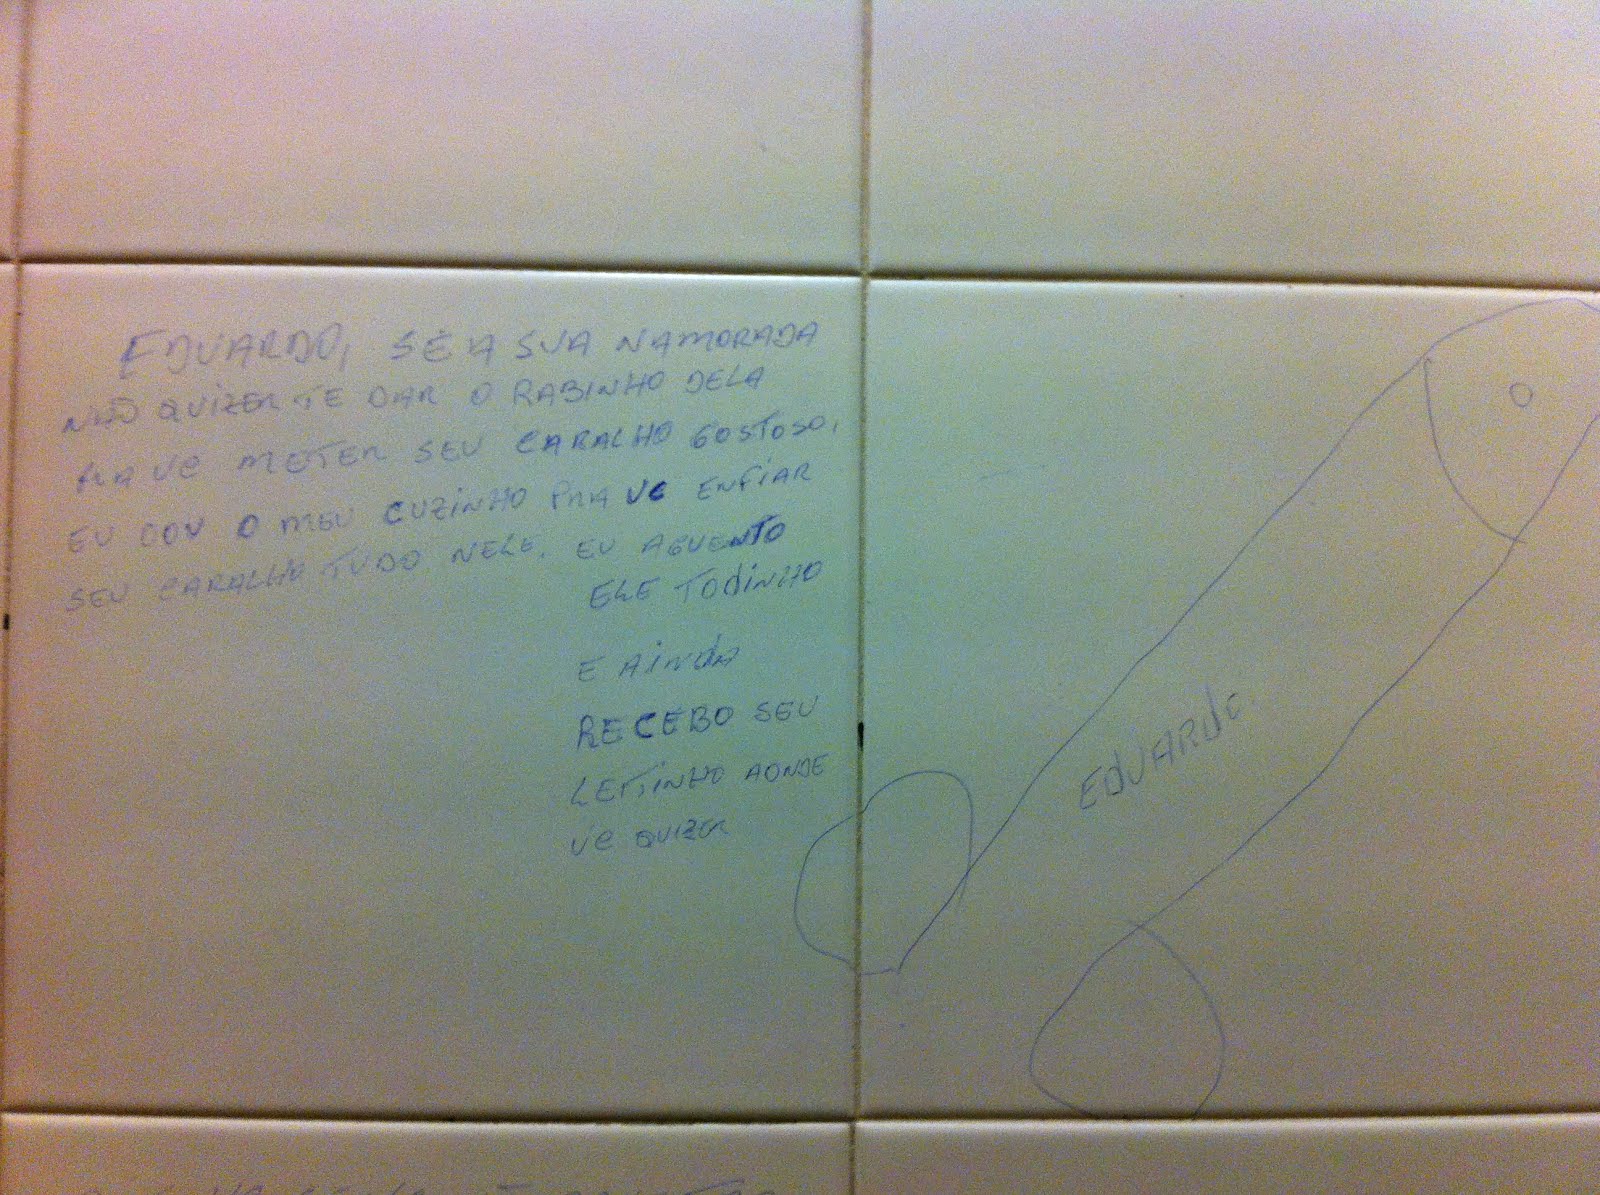 EDUARDO, SE A SUA NAMORADA
NÃO QUIZER TE DAR O RABINHO DELA
PRA VC METER SEU CARALHO GOSTOSO,
EU DOU O MEU CUZINHO PRA VC ENFIAR
SEU CARALHO TUDO NELE. EU AGUENTO
ELE TODINHO
E AINDA
RECEBO SEU
LEITINHO AONDE
VC QUIZER
EDUARDO.